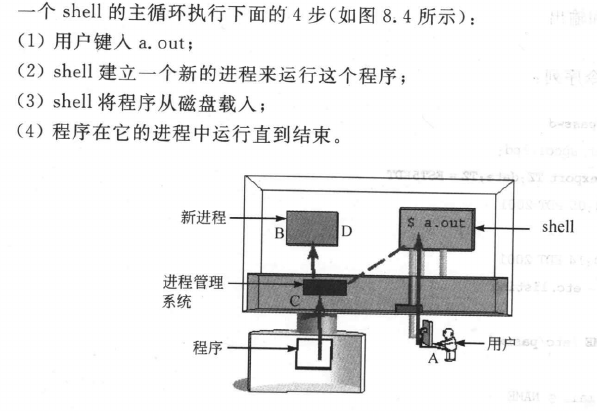 一个 shell 的主循环执行下面的 4 步(如图 8.4 所示):
(1) 用户键入 a.out;
(2) shell 建立一个新的进程来运行这个程序;
(3) shell 将程序从磁盘载入;
(4) 程序在它的进程中运行直到结束。
新进程
B
D
$ a.out
shell
进程管理
系统
C
程序
A
用户